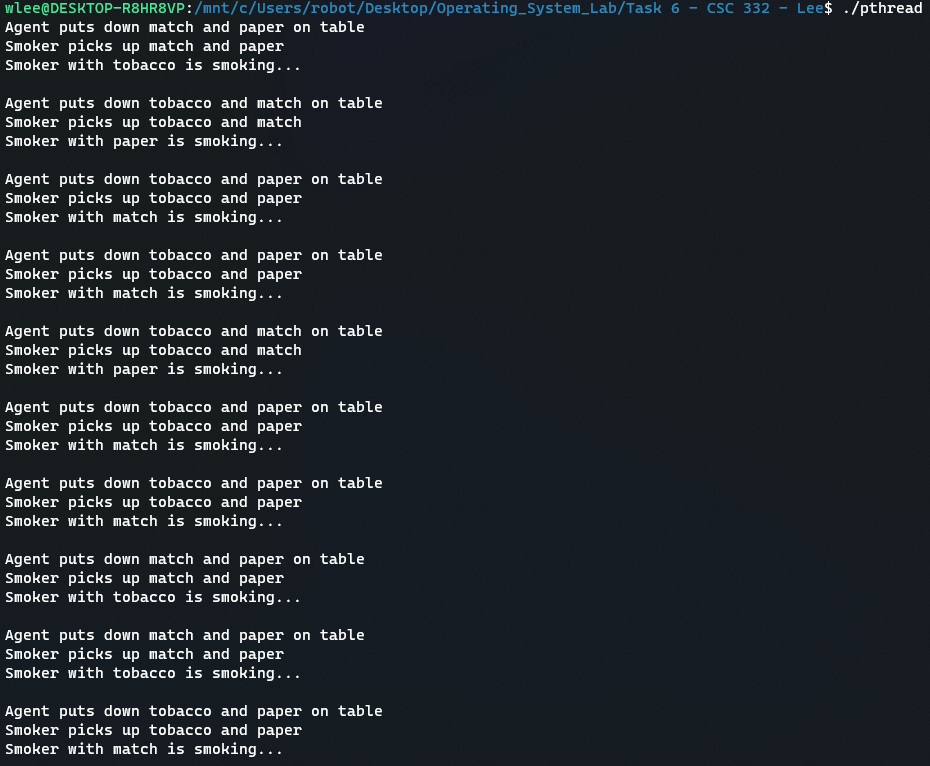 wlee@DESKTOP-R8HR8VP:/mnt/c/Users/robot/Desktop/Operating_System_Lab/Task 6 - CSC 332 - Lee$ ./pthread
Agent puts down match and paper on table
Smoker picks up match and paper
Smoker with tobacco is smoking...

Agent puts down tobacco and match on table
Smoker picks up tobacco and match
Smoker with paper is smoking...

Agent puts down tobacco and paper on table
Smoker picks up tobacco and paper
Smoker with match is smoking...

Agent puts down tobacco and paper on table
Smoker picks up tobacco and paper
Smoker with match is smoking...

Agent puts down tobacco and match on table
Smoker picks up tobacco and match
Smoker with paper is smoking...

Agent puts down tobacco and paper on table
Smoker picks up tobacco and paper
Smoker with match is smoking...

Agent puts down tobacco and paper on table
Smoker picks up tobacco and paper
Smoker with match is smoking...

Agent puts down match and paper on table
Smoker picks up match and paper
Smoker with tobacco is smoking...

Agent puts down match and paper on table
Smoker picks up match and paper
Smoker with tobacco is smoking...

Agent puts down tobacco and paper on table
Smoker picks up tobacco and paper
Smoker with match is smoking...